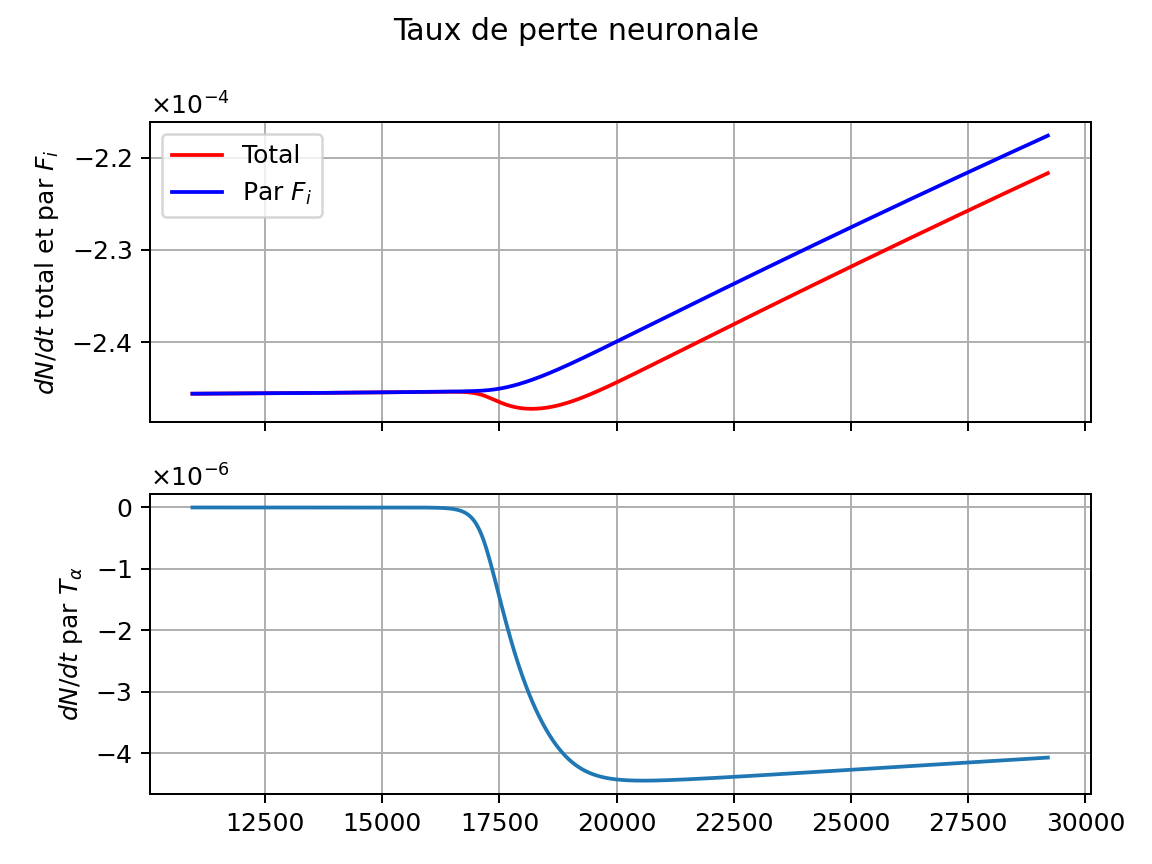 Taux de perte neuronale
×10⁻⁴
dN/dt total et par Fᵢ
−2.2
−2.3
−2.4
Total
Par Fᵢ
×10⁻⁶
dN/dt par Tα
0
−1
−2
−3
−4
12500 15000 17500 20000 22500 25000 27500 30000